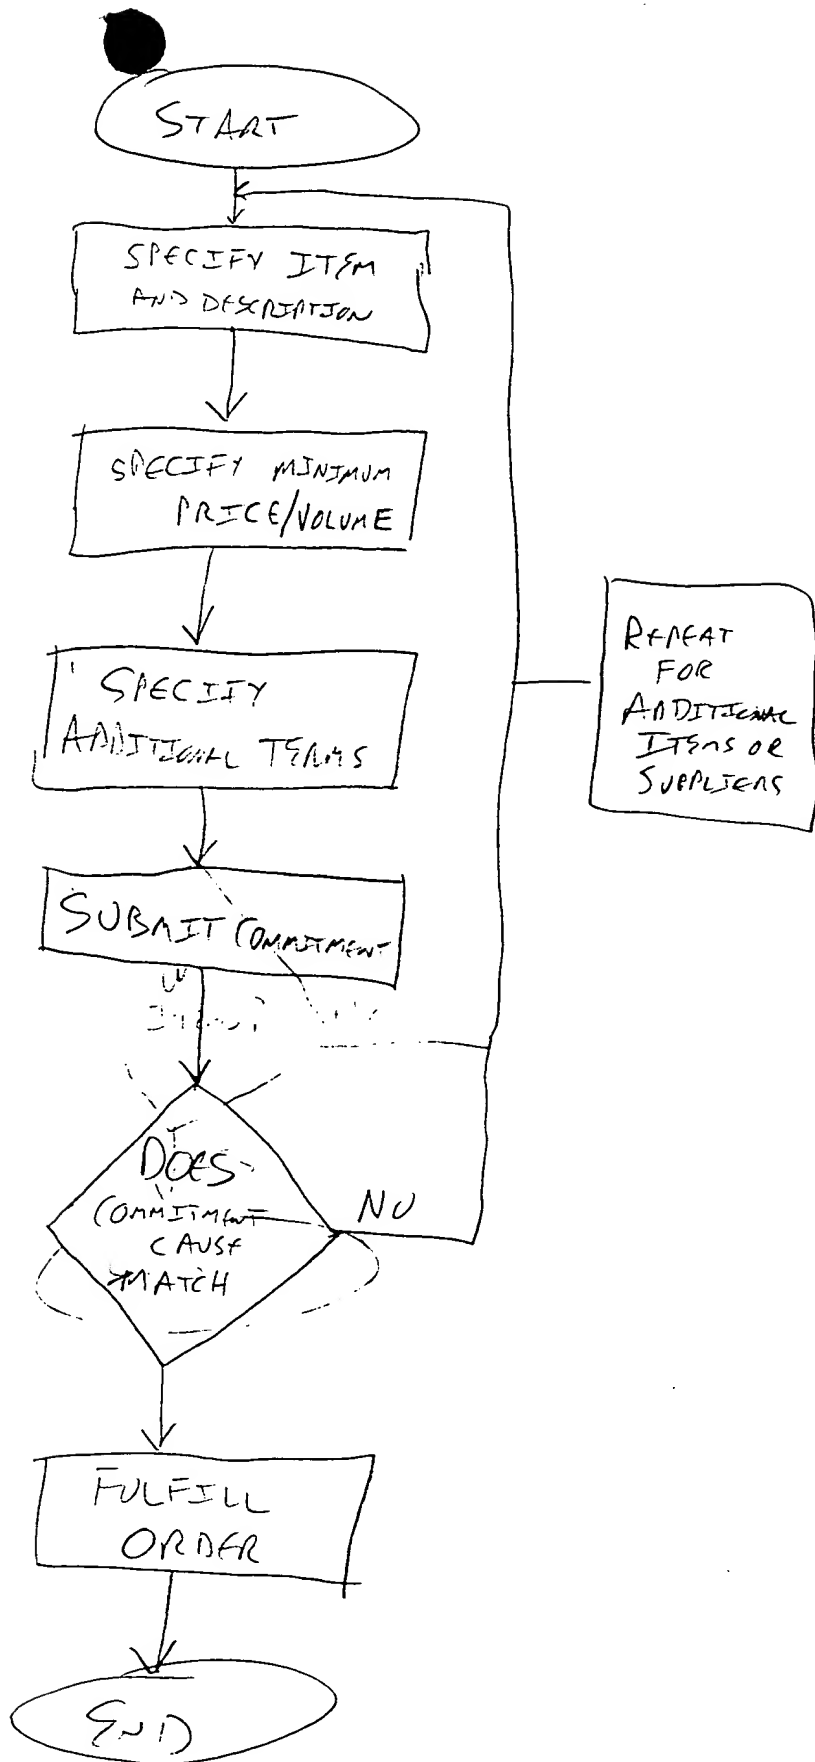 START
SPECIFY ITEM
AND DESCRIPTION
SPECIFY MINIMUM
PRICE/VOLUME
SPECIFY
ADDITIONAL TERMS
REPEAT
FOR
ADDITIONAL
ITEMS OR
SUPPLIERS
SUBMIT COMMITMENT
DOES
COMMITMENT
CAUSE
MATCH
NO
FULFILL
ORDER
END